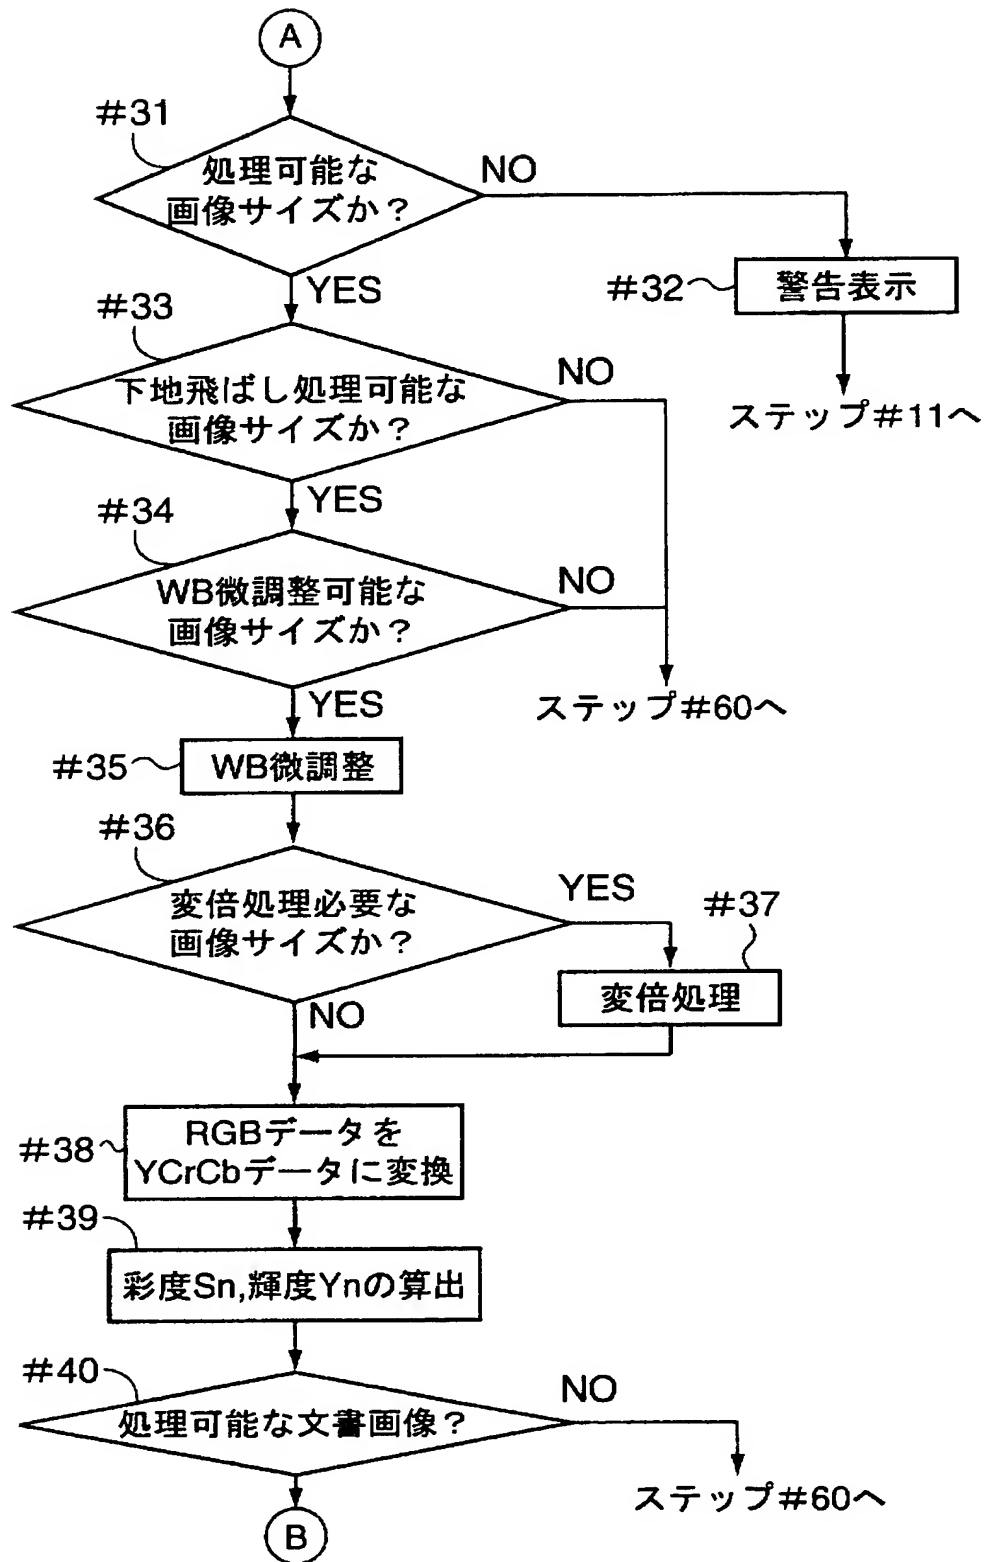 A
#31
処理可能な
画像サイズか？
NO
YES
#32
警告表示
ステップ#11へ
#33
下地飛ばし処理可能な
画像サイズか？
NO
YES
#34
WB微調整可能な
画像サイズか？
NO
YES
ステップ#60へ
#35
WB微調整
#36
変倍処理必要な
画像サイズか？
YES
#37
変倍処理
NO
#38
RGBデータを
YCrCbデータに変換
#39
彩度Sn,輝度Ynの算出
#40
処理可能な文書画像？
NO
ステップ#60へ
B